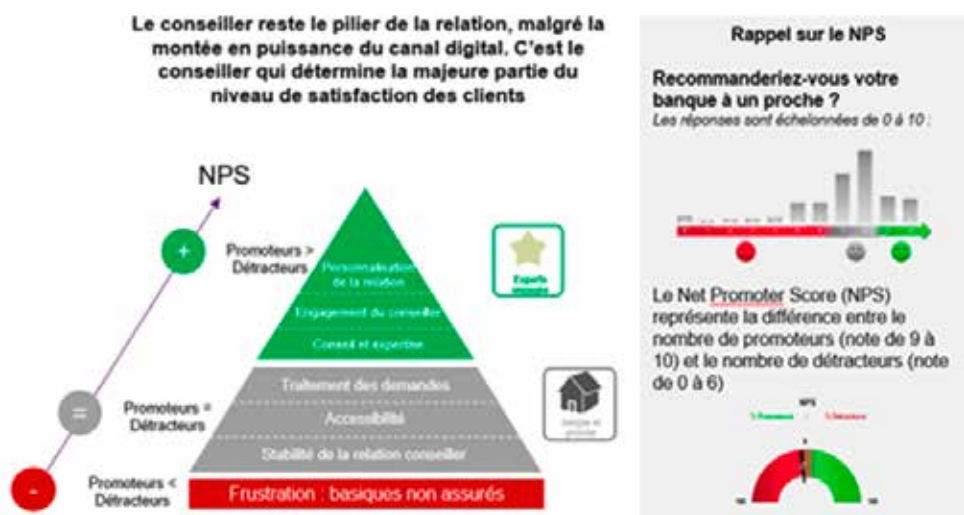 Le conseiller reste le pilier de la relation, malgré la
montée en puissance du canal digital. C'est le
conseiller qui détermine la majeure partie du
niveau de satisfaction des clients
NPS
+
Promoteurs >
Détracteurs
Personnalisation
de la relation
Engagement du conseiller
Conseil et expertise
=
Promoteurs =
Détracteurs
Traitement des demandes
Accessibilité
Stabilité de la relation conseiller
-
Promoteurs <
Détracteurs
Frustration : basiques non assurés
Rappel sur le NPS
Recommanderiez-vous votre
banque à un proche ?
Les réponses sont échelonnées de 0 à 10 :
Le Net Promoter Score (NPS)
représente la différence entre le
nombre de promoteurs (note de 9 à
10) et le nombre de détracteurs (note
de 0 à 6)
NPS